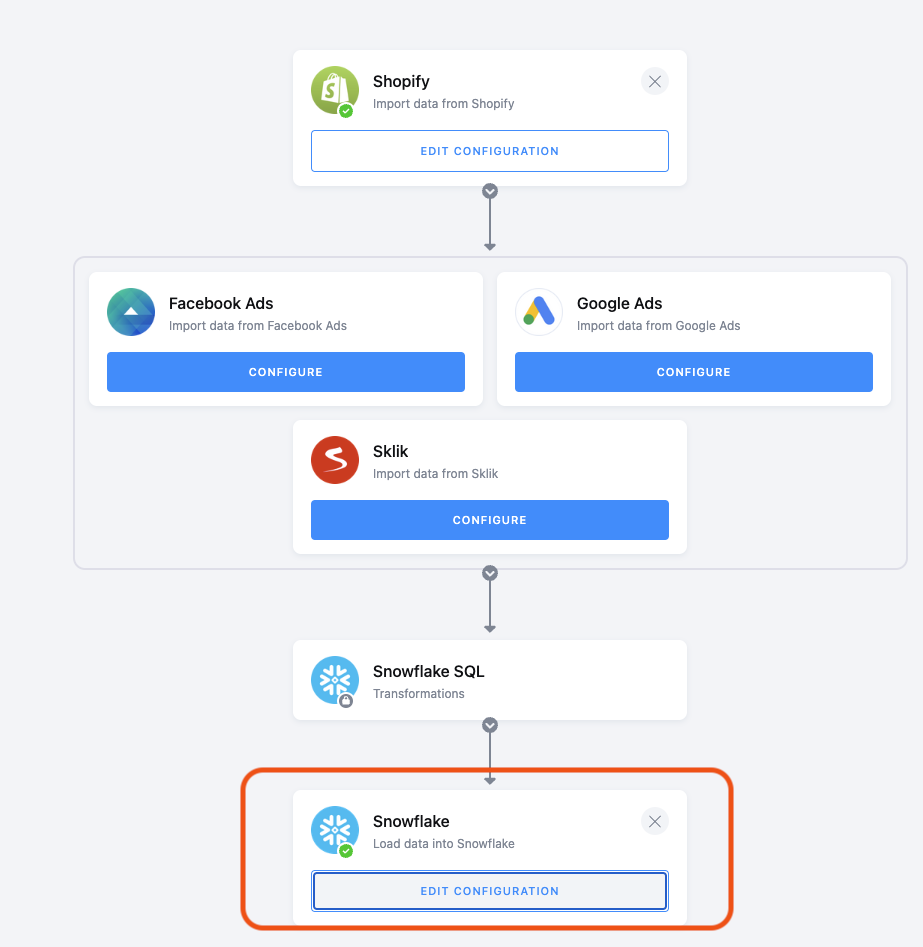 Shopify
Import data from Shopify
EDIT CONFIGURATION
Facebook Ads
Import data from Facebook Ads
CONFIGURE
Google Ads
Import data from Google Ads
CONFIGURE
Sklik
Import data from Sklik
CONFIGURE
Snowflake SQL
Transformations
Snowflake
Load data into Snowflake
EDIT CONFIGURATION